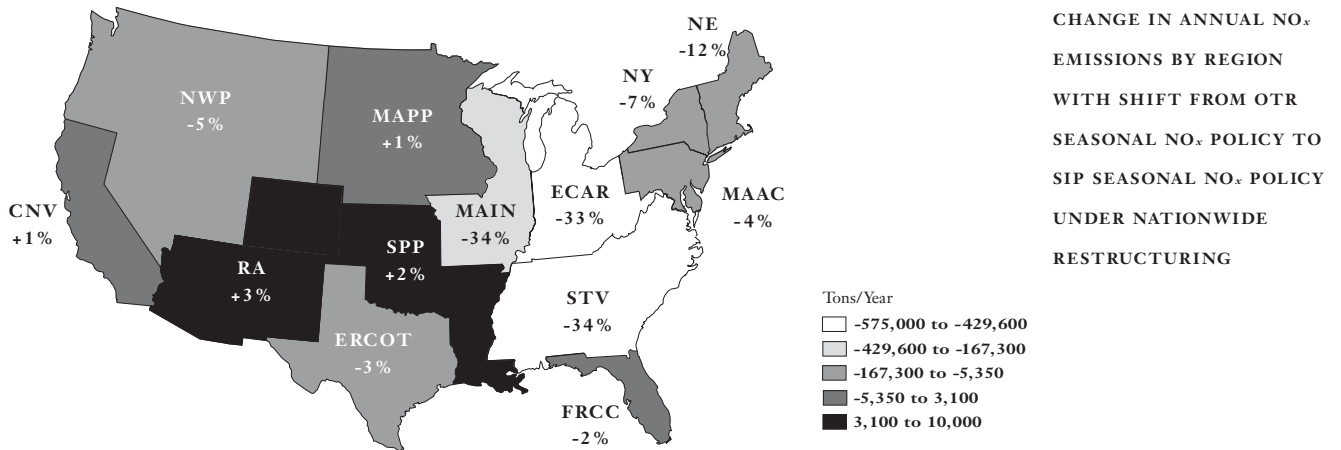 CHANGE IN ANNUAL NOx
EMISSIONS BY REGION
WITH SHIFT FROM OTR
SEASONAL NOx POLICY TO
SIP SEASONAL NOx POLICY
UNDER NATIONWIDE
RESTRUCTURING
NE
-12%
NY
-7%
NWP
-5%
MAPP
+1%
ECAR
-33%
MAAC
-4%
CNV
+1%
MAIN
-34%
SPP
+2%
RA
+3%
STV
-34%
ERCOT
-3%
FRCC
-2%
Tons/Year
-575,000 to -429,600
-429,600 to -167,300
-167,300 to -5,350
-5,350 to 3,100
3,100 to 10,000